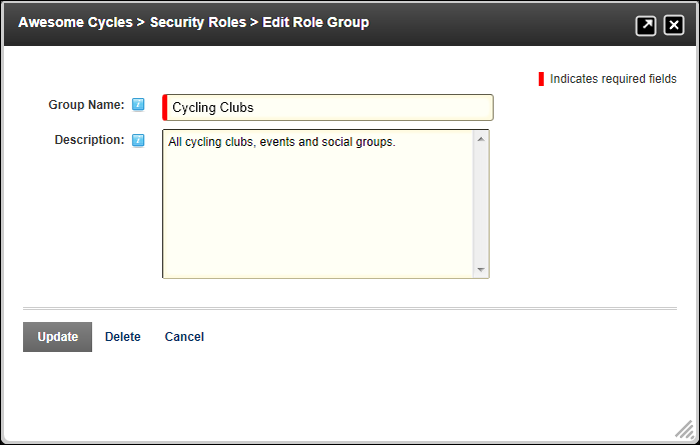 Awesome Cycles > Security Roles > Edit Role Group
Indicates required fields
Group Name:
Cycling Clubs
Description:
All cycling clubs, events and social groups.
Update Delete Cancel